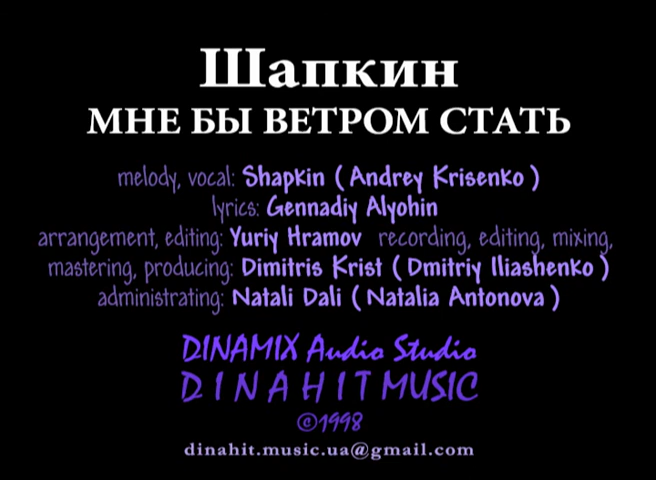 Шапкин
МНЕ БЫ ВЕТРОМ СТАТЬ
melody, vocal: Shapkin ( Andrey Krisenko )
lyrics: Gennadiy Alyohin
arrangement, editing: Yuriy Hramov recording, editing, mixing,
mastering, producing: Dimitris Krist ( Dmitriy Iliashenko )
administrating: Natali Dali ( Natalia Antonova )
DINAMIX Audio Studio
DINAHIT MUSIC
©1998
dinahit.music.ua@gmail.com